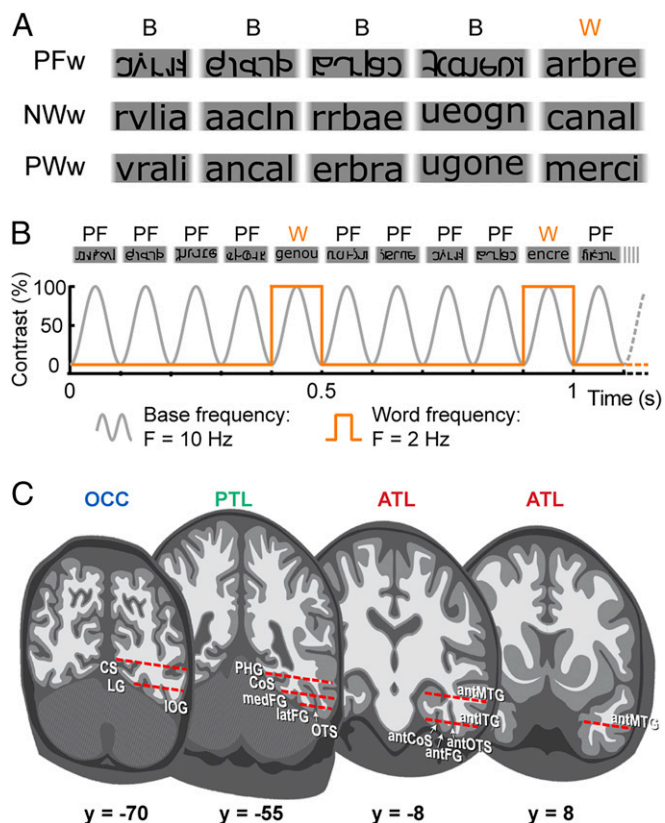 A
B B B B W
PFw arbre
NWw rvlia aacln rrbae ueogn canal
PWw vrali ancal erbra ugone merci
B
PF PF PF PF W PF PF PF PF W PF
genou encre
Contrast (%)
100
50
0
0 0.5 1 Time (s)
Base frequency: F = 10 Hz
Word frequency: F = 2 Hz
C
OCC PTL ATL ATL
CS
LG
IOG
PHG
CoS
medFG
latFG
OTS
antMTG
antITG
antCoS antOTS
antFG
antMTG
y = -70 y = -55 y = -8 y = 8